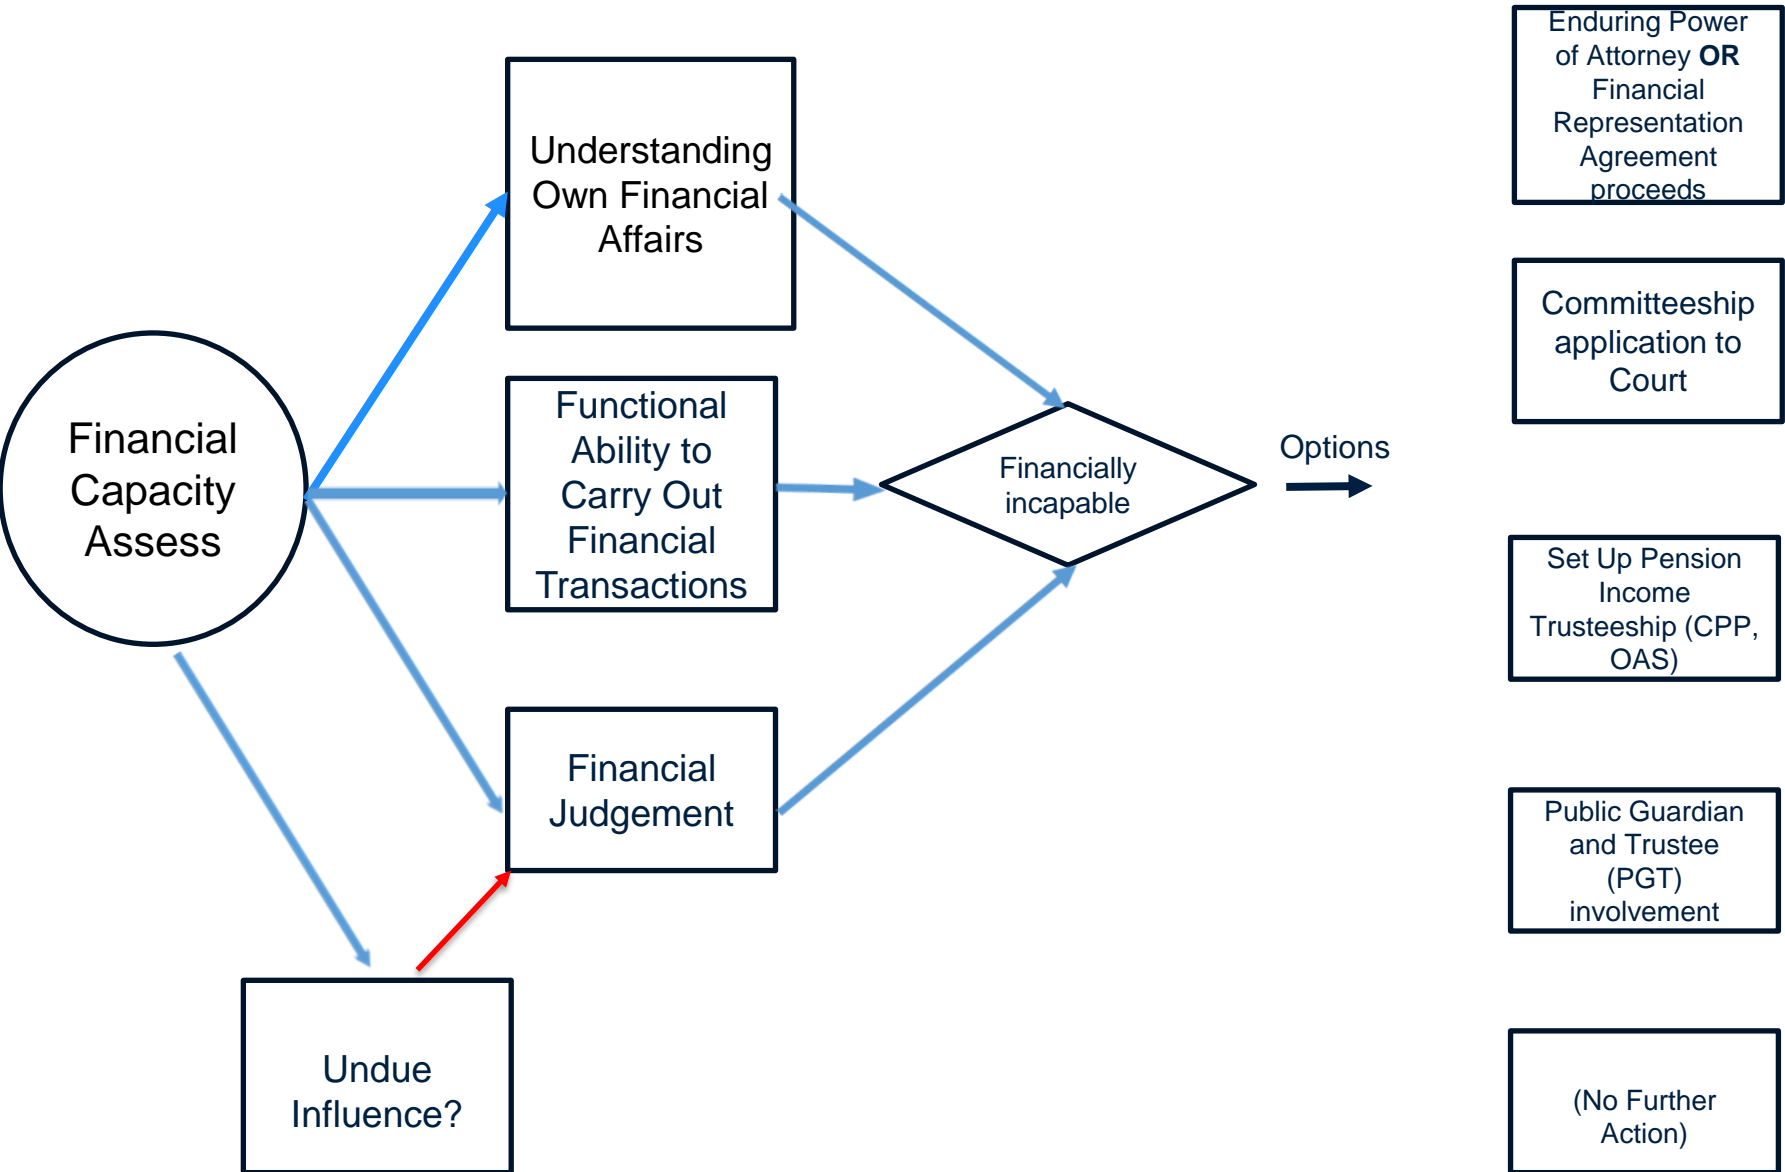 Financial
Capacity
Assess
Understanding
Own Financial
Affairs
Functional
Ability to
Carry Out
Financial
Transactions
Financial
Judgement
Undue
Influence?
Financially
incapable
Options
Enduring Power
of Attorney OR
Financial
Representation
Agreement
proceeds
Committeeship
application to
Court
Set Up Pension
Income
Trusteeship (CPP,
OAS)
Public Guardian
and Trustee
(PGT)
involvement
(No Further
Action)